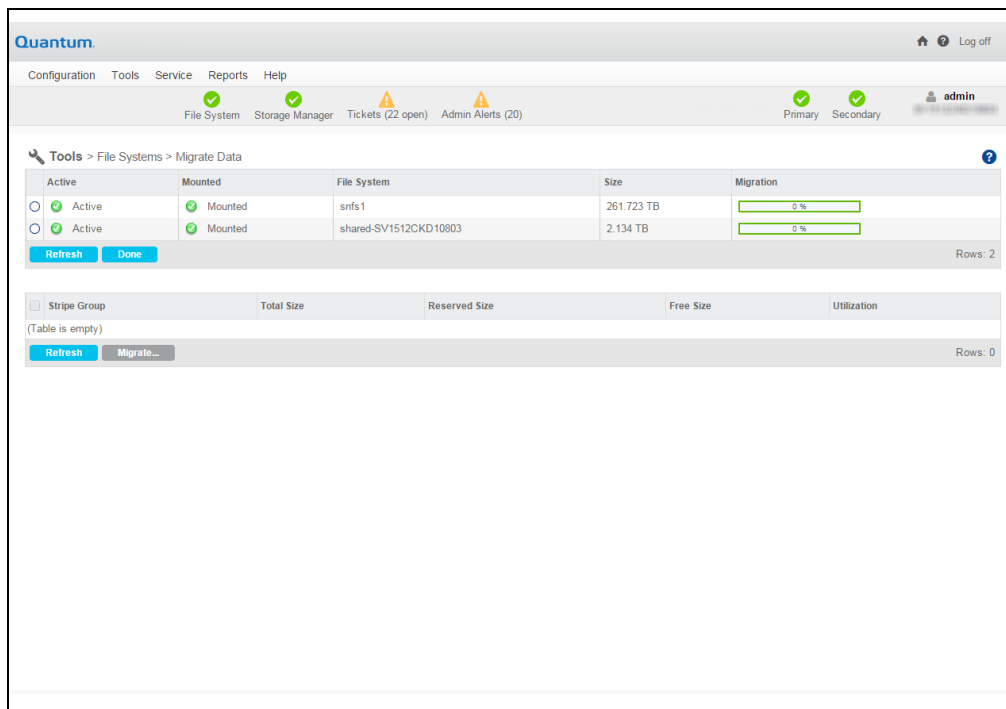 Quantum.
Log off
Configuration Tools Service Reports Help
File System Storage Manager Tickets (22 open) Admin Alerts (20) Primary Secondary admin
Tools > File Systems > Migrate Data
Active Mounted File System Size Migration
Active Mounted snfs1 261.723 TB 0 %
Active Mounted shared-SV1512CKD10803 2.134 TB 0 %
Refresh Done Rows: 2
Stripe Group Total Size Reserved Size Free Size Utilization
(Table is empty)
Refresh Migrate... Rows: 0